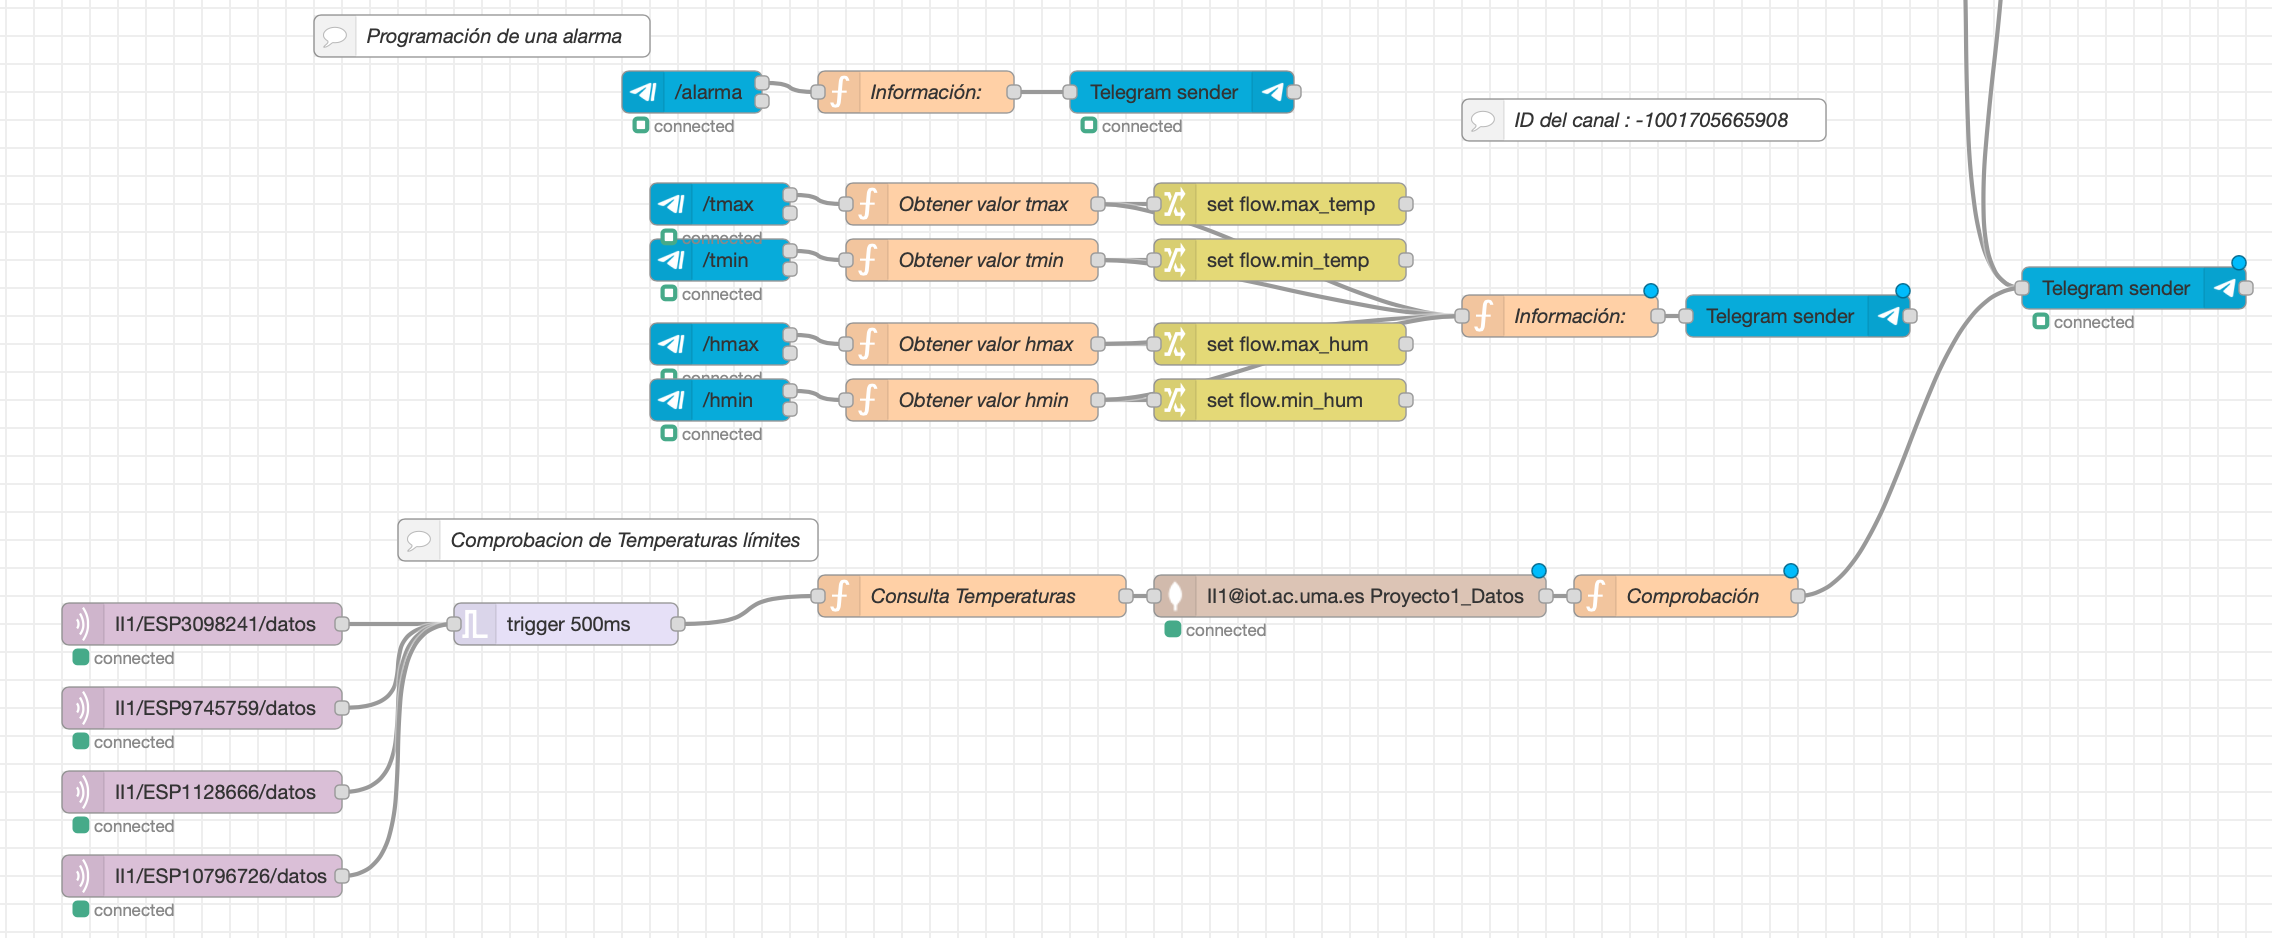 Programación de una alarma
/alarma
Información:
Telegram sender
connected
connected
ID del canal : -1001705665908
/tmax
Obtener valor tmax
set flow.max_temp
connected
/tmin
Obtener valor tmin
set flow.min_temp
connected
Información:
Telegram sender
Telegram sender
connected
/hmax
Obtener valor hmax
set flow.max_hum
connected
/hmin
Obtener valor hmin
set flow.min_hum
connected
Comprobacion de Temperaturas límites
Consulta Temperaturas
II1@iot.ac.uma.es Proyecto1_Datos
Comprobación
connected
II1/ESP3098241/datos
trigger 500ms
connected
II1/ESP9745759/datos
connected
II1/ESP1128666/datos
connected
II1/ESP10796726/datos
connected